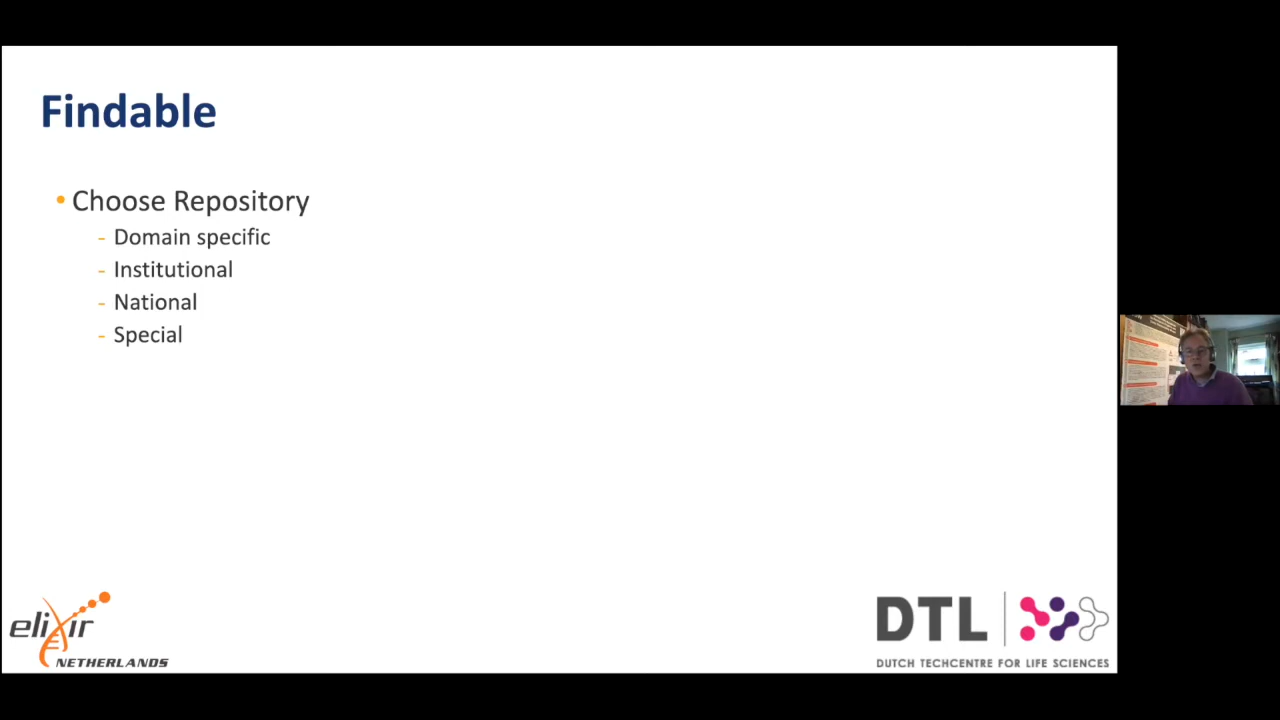 Findable
• Choose Repository
- Domain specific
- Institutional
- National
- Special
elixir
NETHERLANDS
DTL
DUTCH TECHCENTRE FOR LIFE SCIENCES